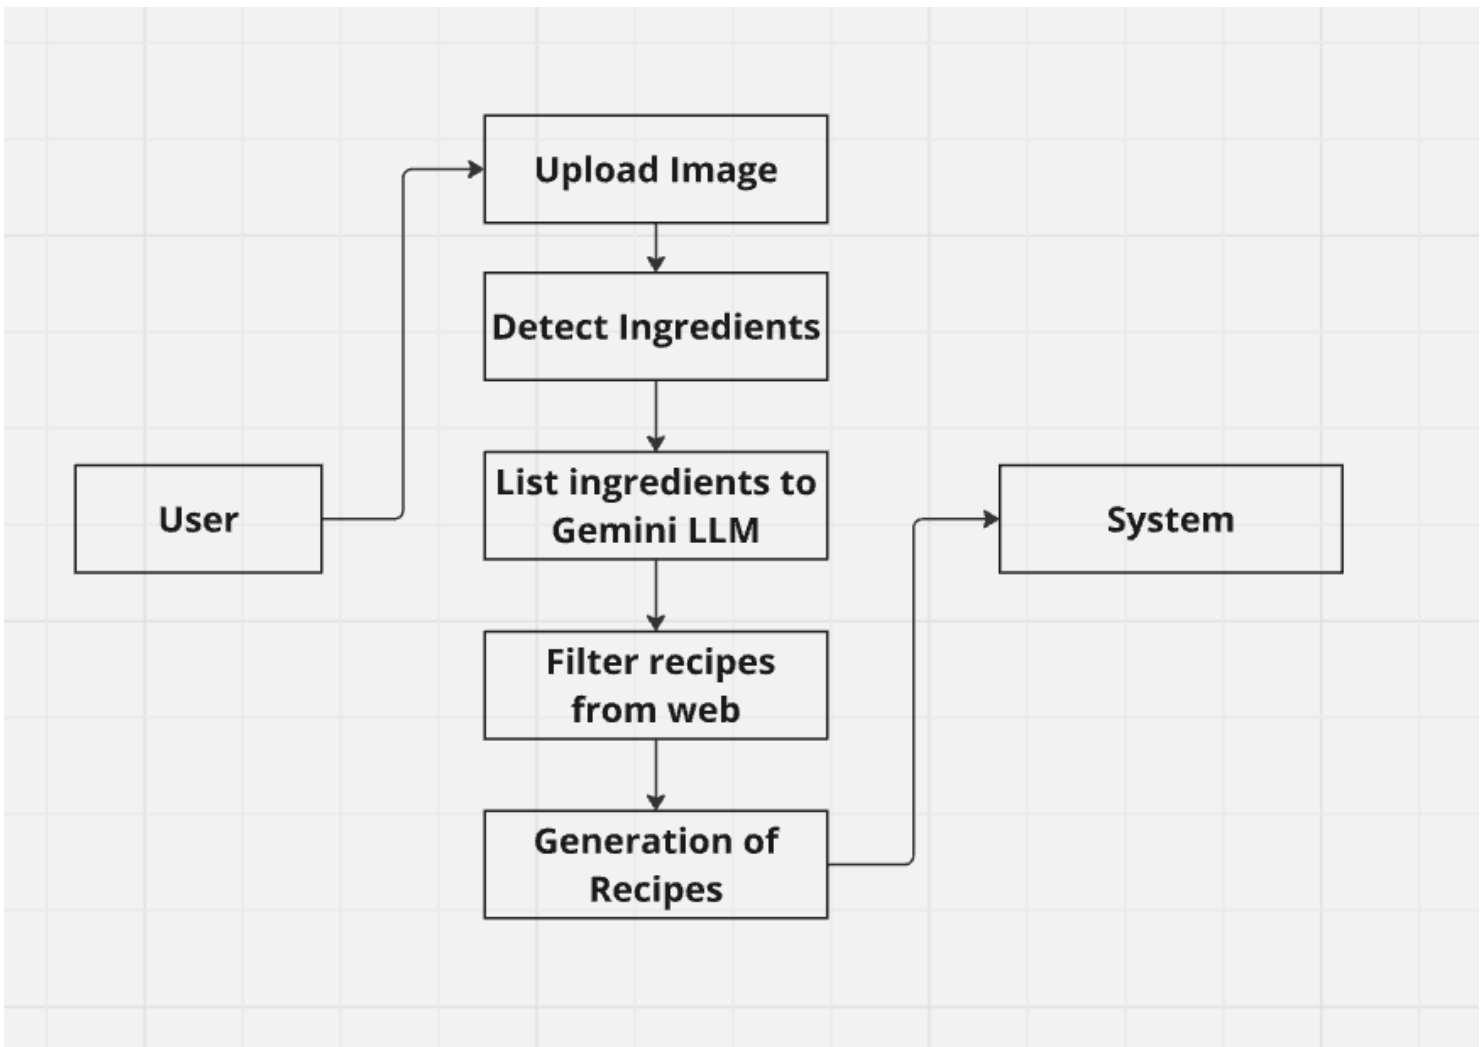 Upload Image
Detect Ingredients
List ingredients to
Gemini LLM
User
System
Filter recipes
from web
Generation of
Recipes